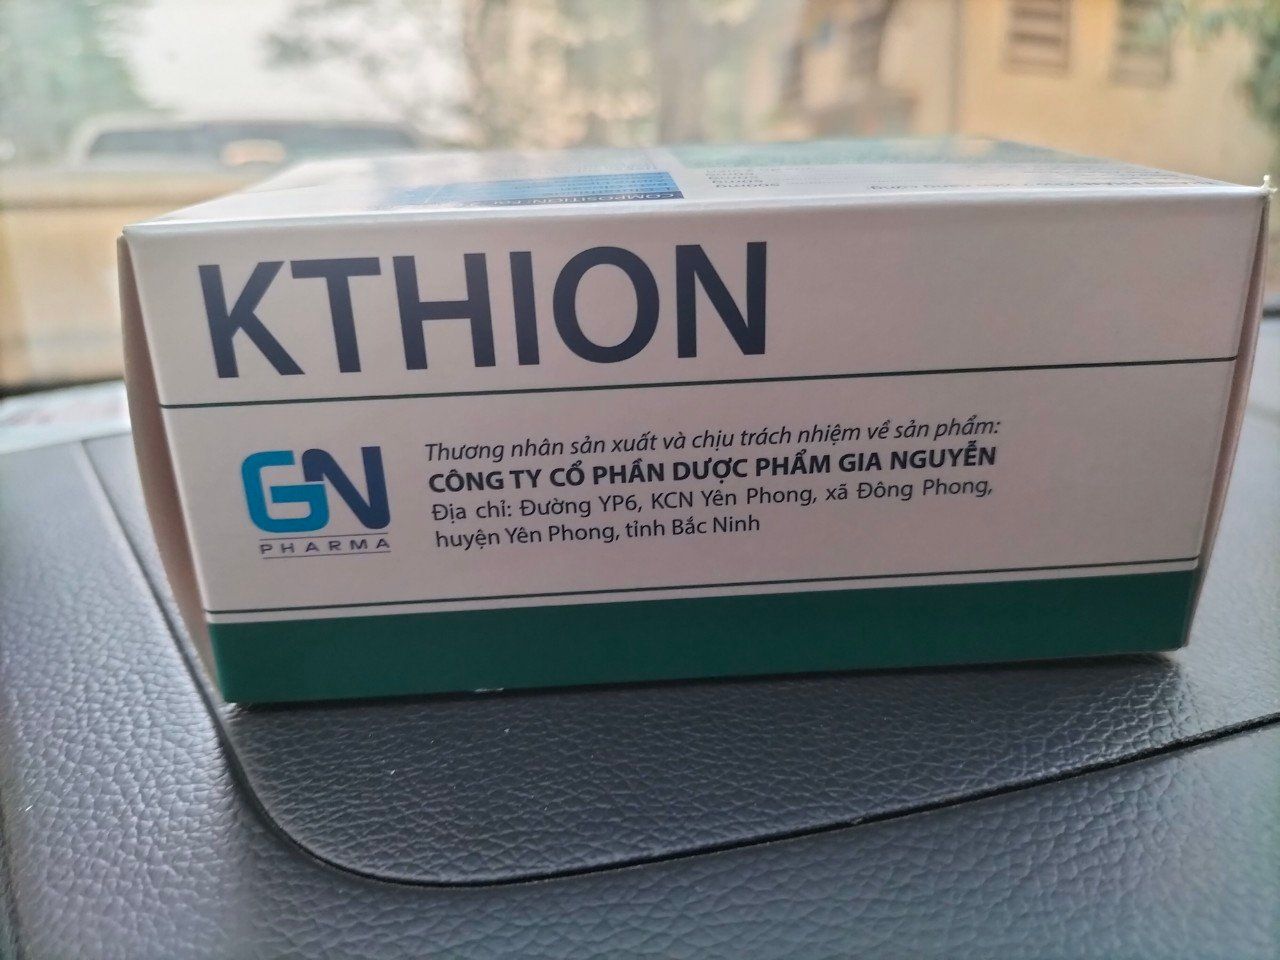 KTHION
GN
PHARMA
Thương nhân sản xuất và chịu trách nhiệm về sản phẩm:
CÔNG TY CỔ PHẦN DƯỢC PHẨM GIA NGUYỄN
Địa chỉ: Đường YP6, KCN Yên Phong, xã Đông Phong,
huyện Yên Phong, tỉnh Bắc Ninh